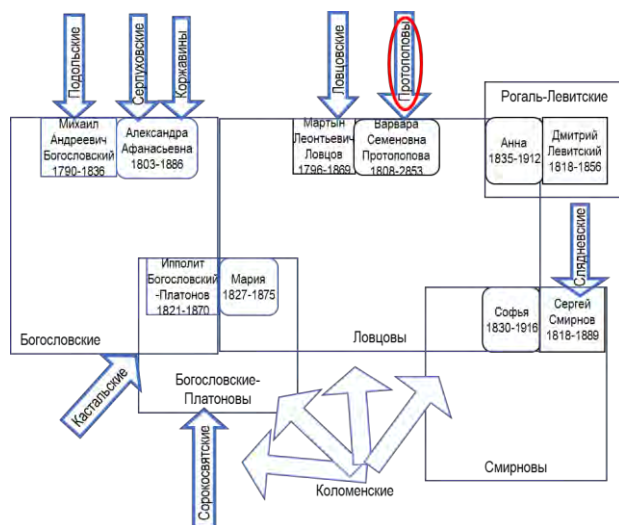 Подольские
Серпуховские
Коржавины
Ловцовские
Протопоповы
Рогаль-Левитские
Михаил
Андреевич
Богословский
1790-1836
Александра
Афанасьевна
1803-1886
Мартын
Леонтьевич
Ловцов
1796-1869
Варвара
Семеновна
Протопопова
1808-2853
Анна
1835-1912
Дмитрий
Левитский
1818-1856
Слядневские
Ипполит
Богословский
-Платонов
1821-1870
Мария
1827-1875
Софья
1830-1916
Сергей
Смирнов
1818-1889
Богословские
Ловцовы
Кастальские
Богословские-
Платоновы
Сорокосвятские
Коломенские
Смирновы